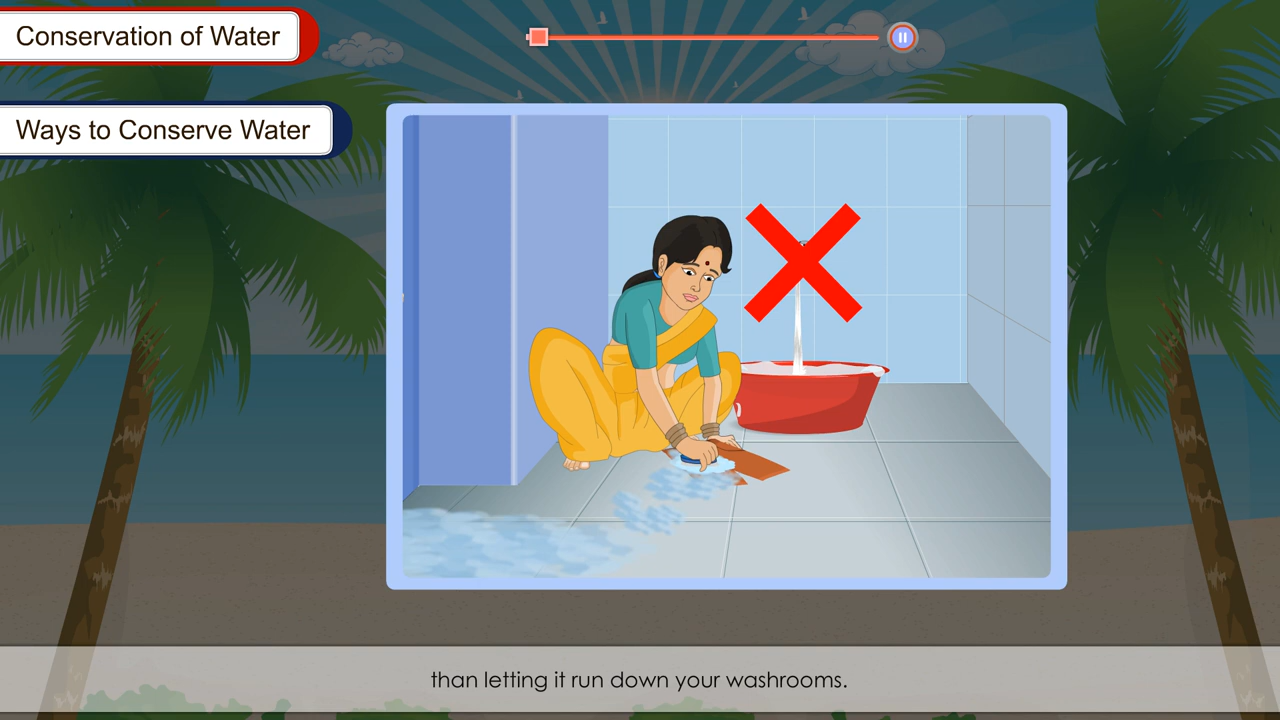 Conservation of Water
Ways to Conserve Water
than letting it run down your washrooms.